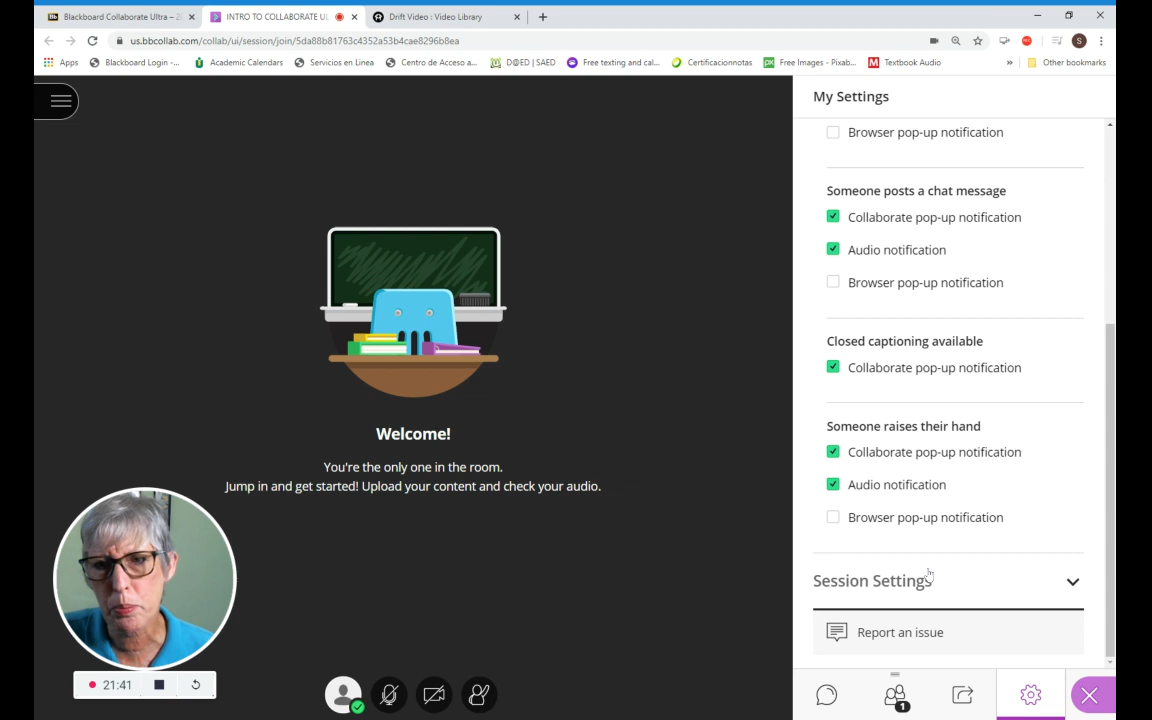 Blackboard Collaborate Ultra – 2
INTRO TO COLLABORATE UL
Drift Video : Video Library
us.bbcollab.com/collab/ui/session/join/5da88b81763c4352a53b4cae8296b8ea
S
Apps
Blackboard Login -...
Academic Calendars
Servicios en Linea
Centro de Acceso a...
D@ED | SAED
Free texting and cal...
Certificacionnotas
Free Images - Pixab...
Textbook Audio
»
Other bookmarks
My Settings
Browser pop-up notification
Someone posts a chat message
Collaborate pop-up notification
Audio notification
Browser pop-up notification
Closed captioning available
Collaborate pop-up notification
Someone raises their hand
Collaborate pop-up notification
Audio notification
Browser pop-up notification
Session Settings
Report an issue
Welcome!
You're the only one in the room.
Jump in and get started! Upload your content and check your audio.
21:41
1